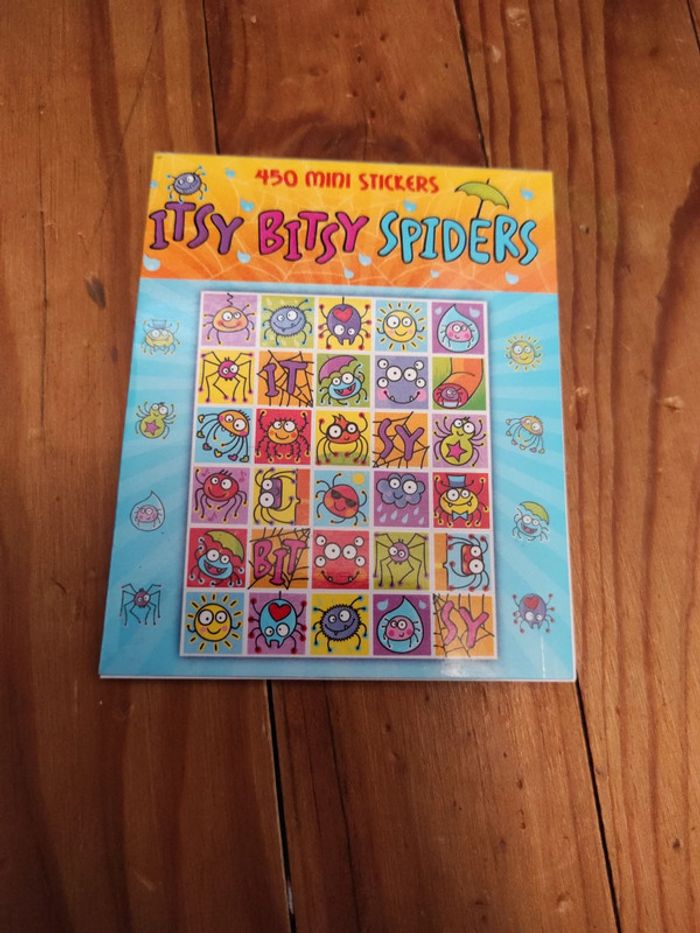 450 MINI STICKERS
ITSY BITSY SPIDERS
IT
SY
BIT
SY